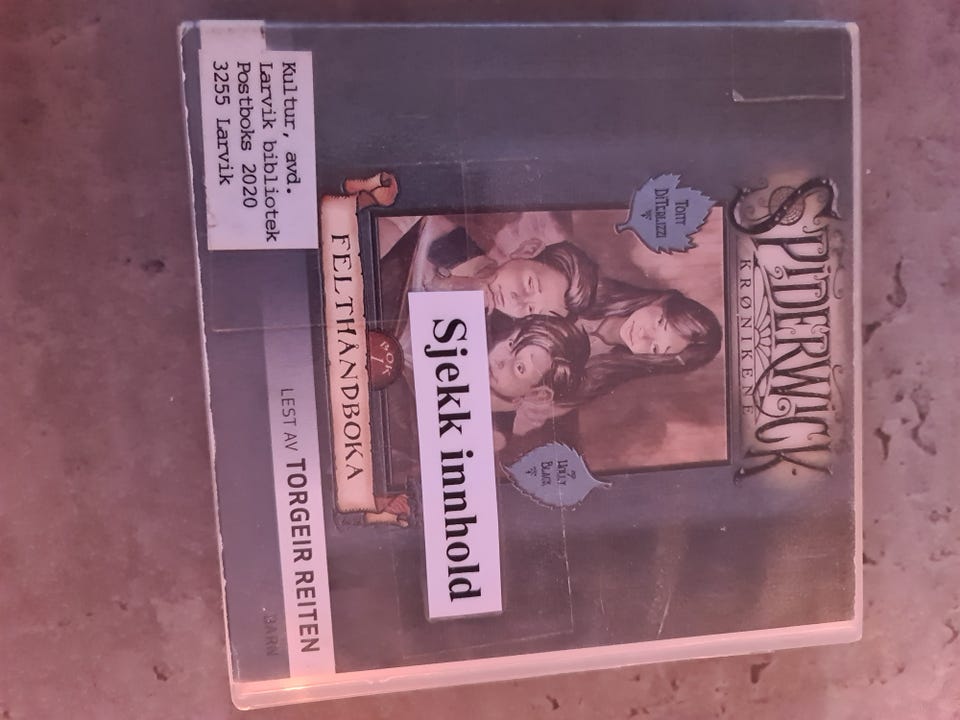 SPIDERWICK
KRØNIKENE
TONY
DITERLIZZI
HOLLY
BLACK
Sjekk innhold
BOK
1
FELTHÅNDBOKA
LEST AV TORGEIR REITEN
BARN
Kultur, avd.
Larvik bibliotek
Postboks 2020
3255 Larvik